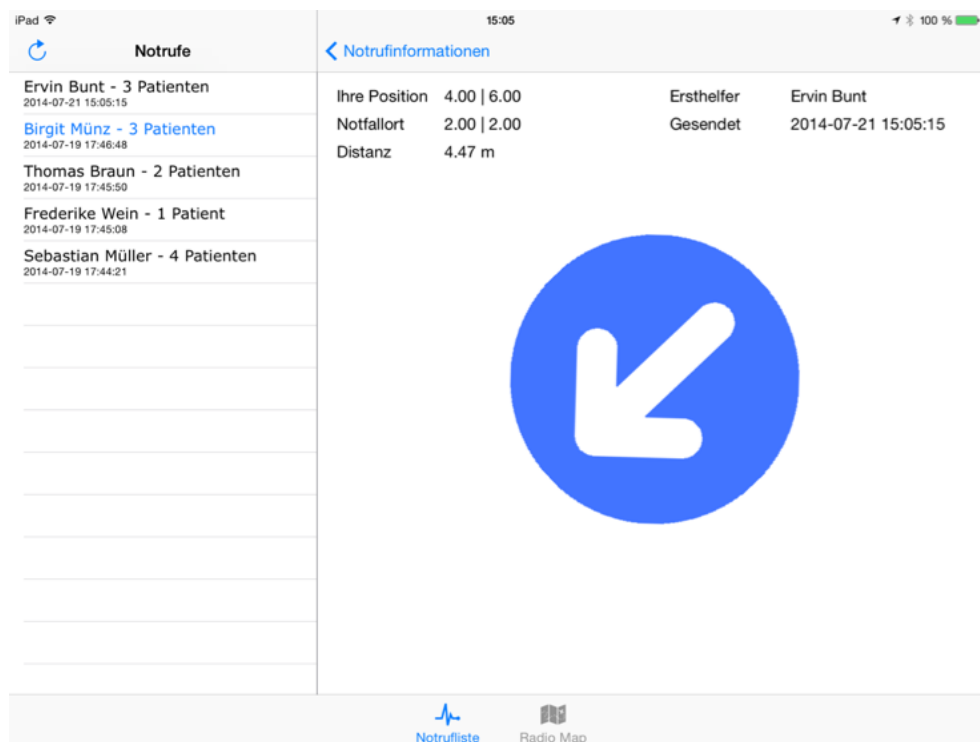 iPad 15:05 100 %
Notrufe
Notrufinformationen
Ervin Bunt - 3 Patienten
2014-07-21 15:05:15
Birgit Münz - 3 Patienten
2014-07-19 17:46:48
Thomas Braun - 2 Patienten
2014-07-19 17:45:50
Frederike Wein - 1 Patient
2014-07-19 17:45:08
Sebastian Müller - 4 Patienten
2014-07-19 17:44:21
Ihre Position 4.00 | 6.00 Ersthelfer Ervin Bunt
Notfallort 2.00 | 2.00 Gesendet 2014-07-21 15:05:15
Distanz 4.47 m
Notrufliste Radio Map